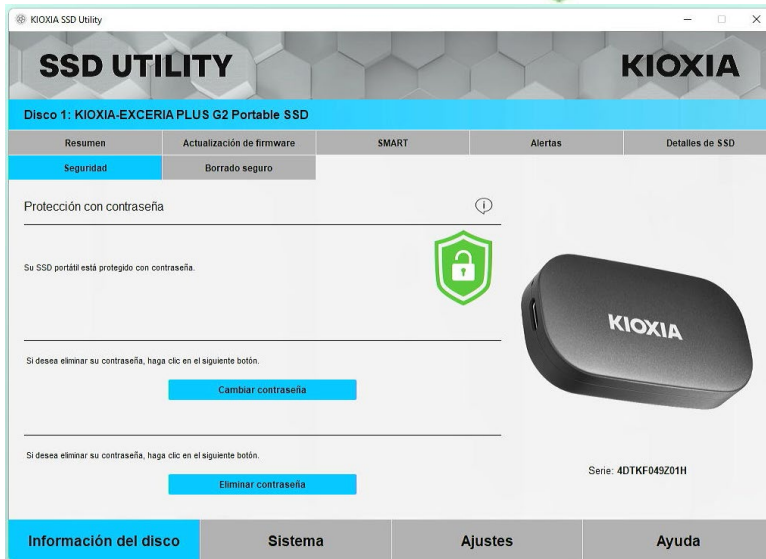 KIOXIA SSD Utility
SSD UTILITY
KIOXIA
Disco 1: KIOXIA-EXCERIA PLUS G2 Portable SSD
Resumen Actualización de firmware SMART Alertas Detalles de SSD
Seguridad Borrado seguro
Protección con contraseña
Su SSD portátil está protegido con contraseña.
KIOXIA
Si desea eliminar su contraseña, haga clic en el siguiente botón.
Cambiar contraseña
Si desea eliminar su contraseña, haga clic en el siguiente botón.
Eliminar contraseña
Serie: 4DTKF049Z01H
Información del disco Sistema Ajustes Ayuda